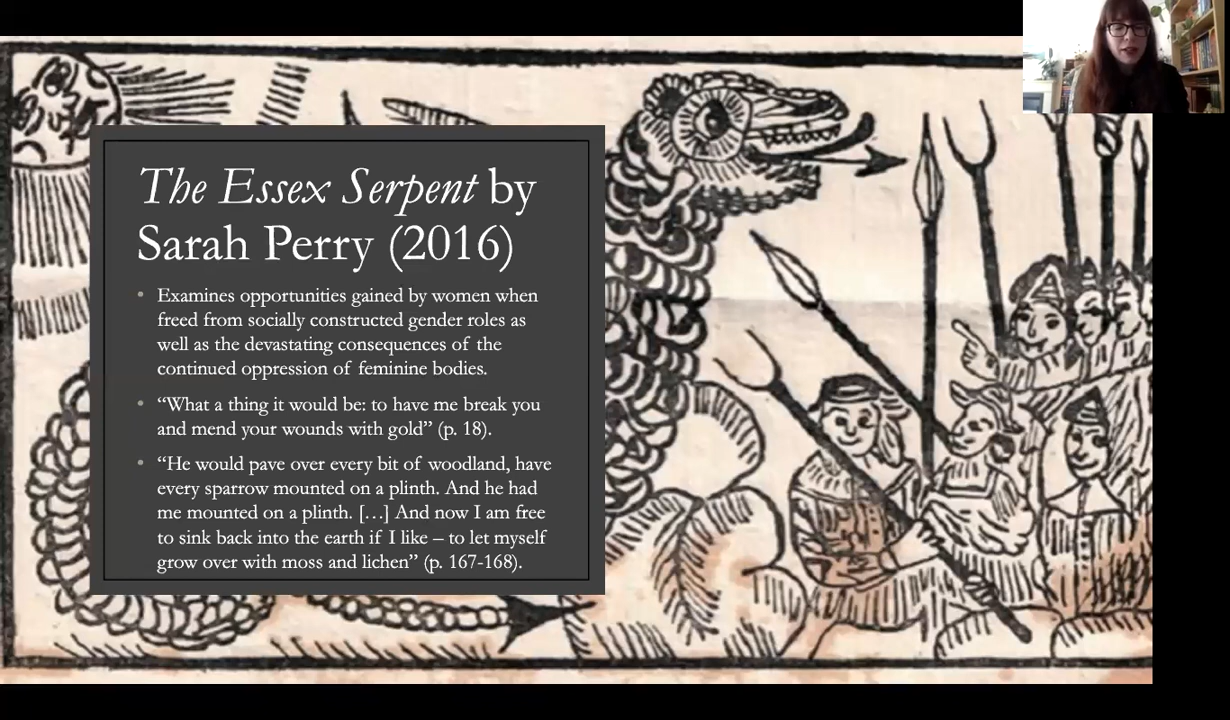 The Essex Serpent by
Sarah Perry (2016)
• Examines opportunities gained by women when
freed from socially constructed gender roles as
well as the devastating consequences of the
continued oppression of feminine bodies.
• “What a thing it would be: to have me break you
and mend your wounds with gold” (p. 18).
• “He would pave over every bit of woodland, have
every sparrow mounted on a plinth. And he had
me mounted on a plinth. […] And now I am free
to sink back into the earth if I like – to let myself
grow over with moss and lichen” (p. 167-168).